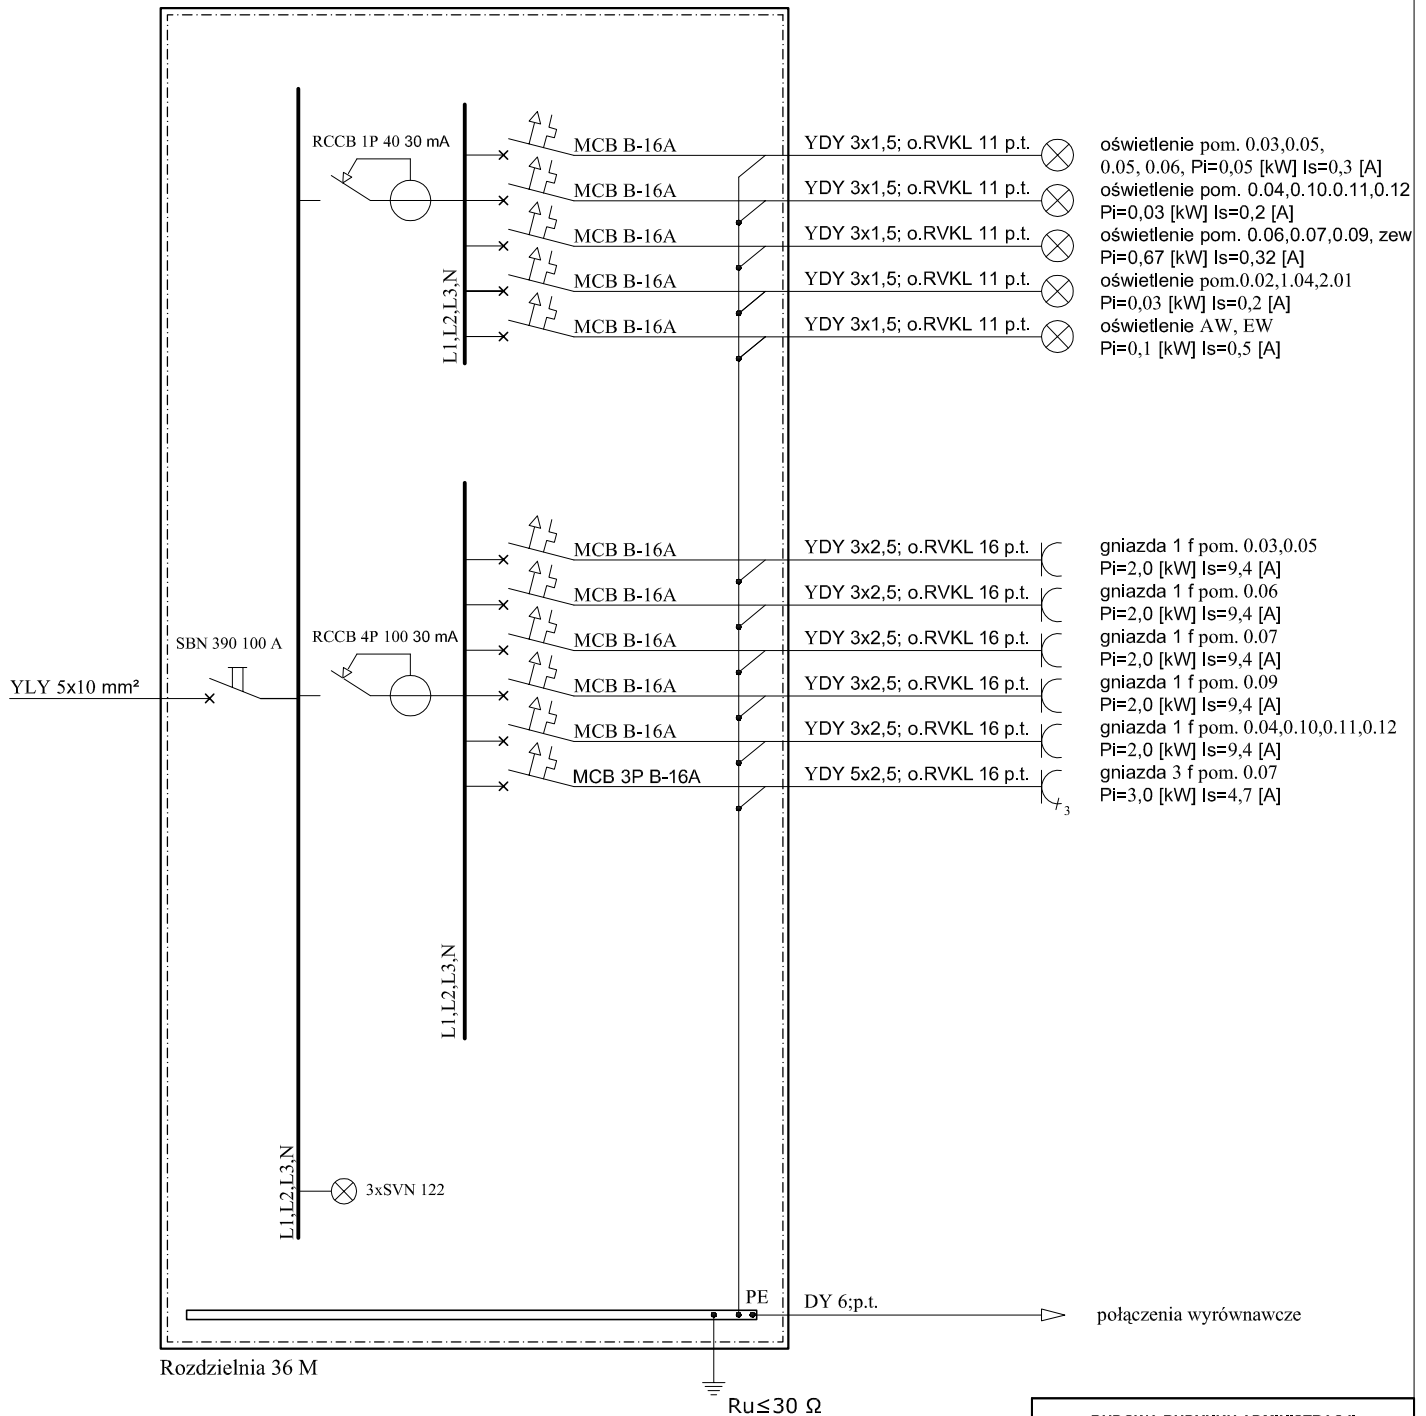 RCCB 1P 40 30 mA
MCB B-16A
YDY 3x1,5; o.RVKL 11 p.t.
oświetlenie pom. 0.03,0.05,
0.05, 0.06, Pi=0,05 [kW] Is=0,3 [A]
MCB B-16A
YDY 3x1,5; o.RVKL 11 p.t.
oświetlenie pom. 0.04,0.10.0.11,0.12
Pi=0,03 [kW] Is=0,2 [A]
MCB B-16A
YDY 3x1,5; o.RVKL 11 p.t.
oświetlenie pom. 0.06,0.07,0.09, zew
Pi=0,67 [kW] Is=0,32 [A]
MCB B-16A
YDY 3x1,5; o.RVKL 11 p.t.
oświetlenie pom.0.02,1.04,2.01
Pi=0,03 [kW] Is=0,2 [A]
MCB B-16A
YDY 3x1,5; o.RVKL 11 p.t.
oświetlenie AW, EW
Pi=0,1 [kW] Is=0,5 [A]
L1,L2,L3,N
MCB B-16A
YDY 3x2,5; o.RVKL 16 p.t.
gniazda 1 f pom. 0.03,0.05
Pi=2,0 [kW] Is=9,4 [A]
MCB B-16A
YDY 3x2,5; o.RVKL 16 p.t.
gniazda 1 f pom. 0.06
Pi=2,0 [kW] Is=9,4 [A]
SBN 390 100 A
RCCB 4P 100 30 mA
MCB B-16A
YDY 3x2,5; o.RVKL 16 p.t.
gniazda 1 f pom. 0.07
Pi=2,0 [kW] Is=9,4 [A]
YLY 5x10 mm²
MCB B-16A
YDY 3x2,5; o.RVKL 16 p.t.
gniazda 1 f pom. 0.09
Pi=2,0 [kW] Is=9,4 [A]
MCB B-16A
YDY 3x2,5; o.RVKL 16 p.t.
gniazda 1 f pom. 0.04,0.10,0.11,0.12
Pi=2,0 [kW] Is=9,4 [A]
MCB 3P B-16A
YDY 5x2,5; o.RVKL 16 p.t.
3
gniazda 3 f pom. 0.07
Pi=3,0 [kW] Is=4,7 [A]
L1,L2,L3,N
L1,L2,L3,N
3xSVN 122
PE
DY 6;p.t.
połączenia wyrównawcze
Rozdzielnia 36 M
Ru≤30 Ω